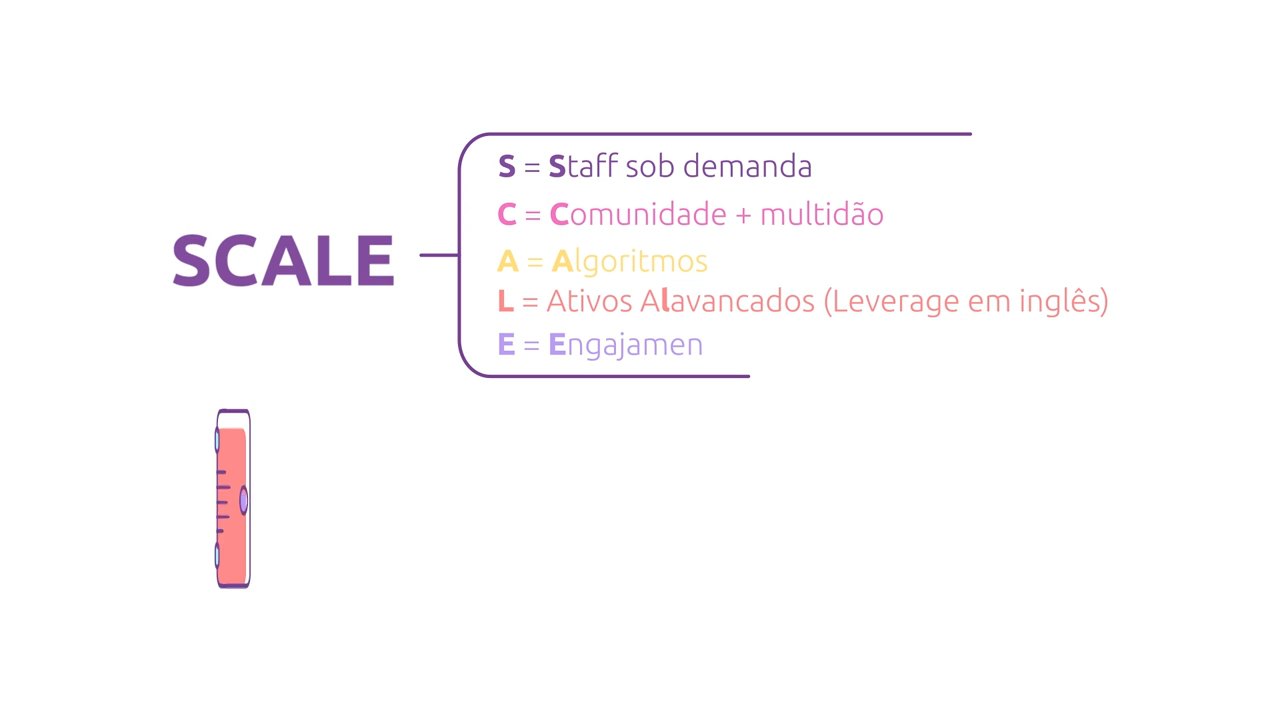 SCALE
S = Staff sob demanda
C = Comunidade + multidão
A = Algoritmos
L = Ativos Alavancados (Leverage em inglês)
E = Engajamen